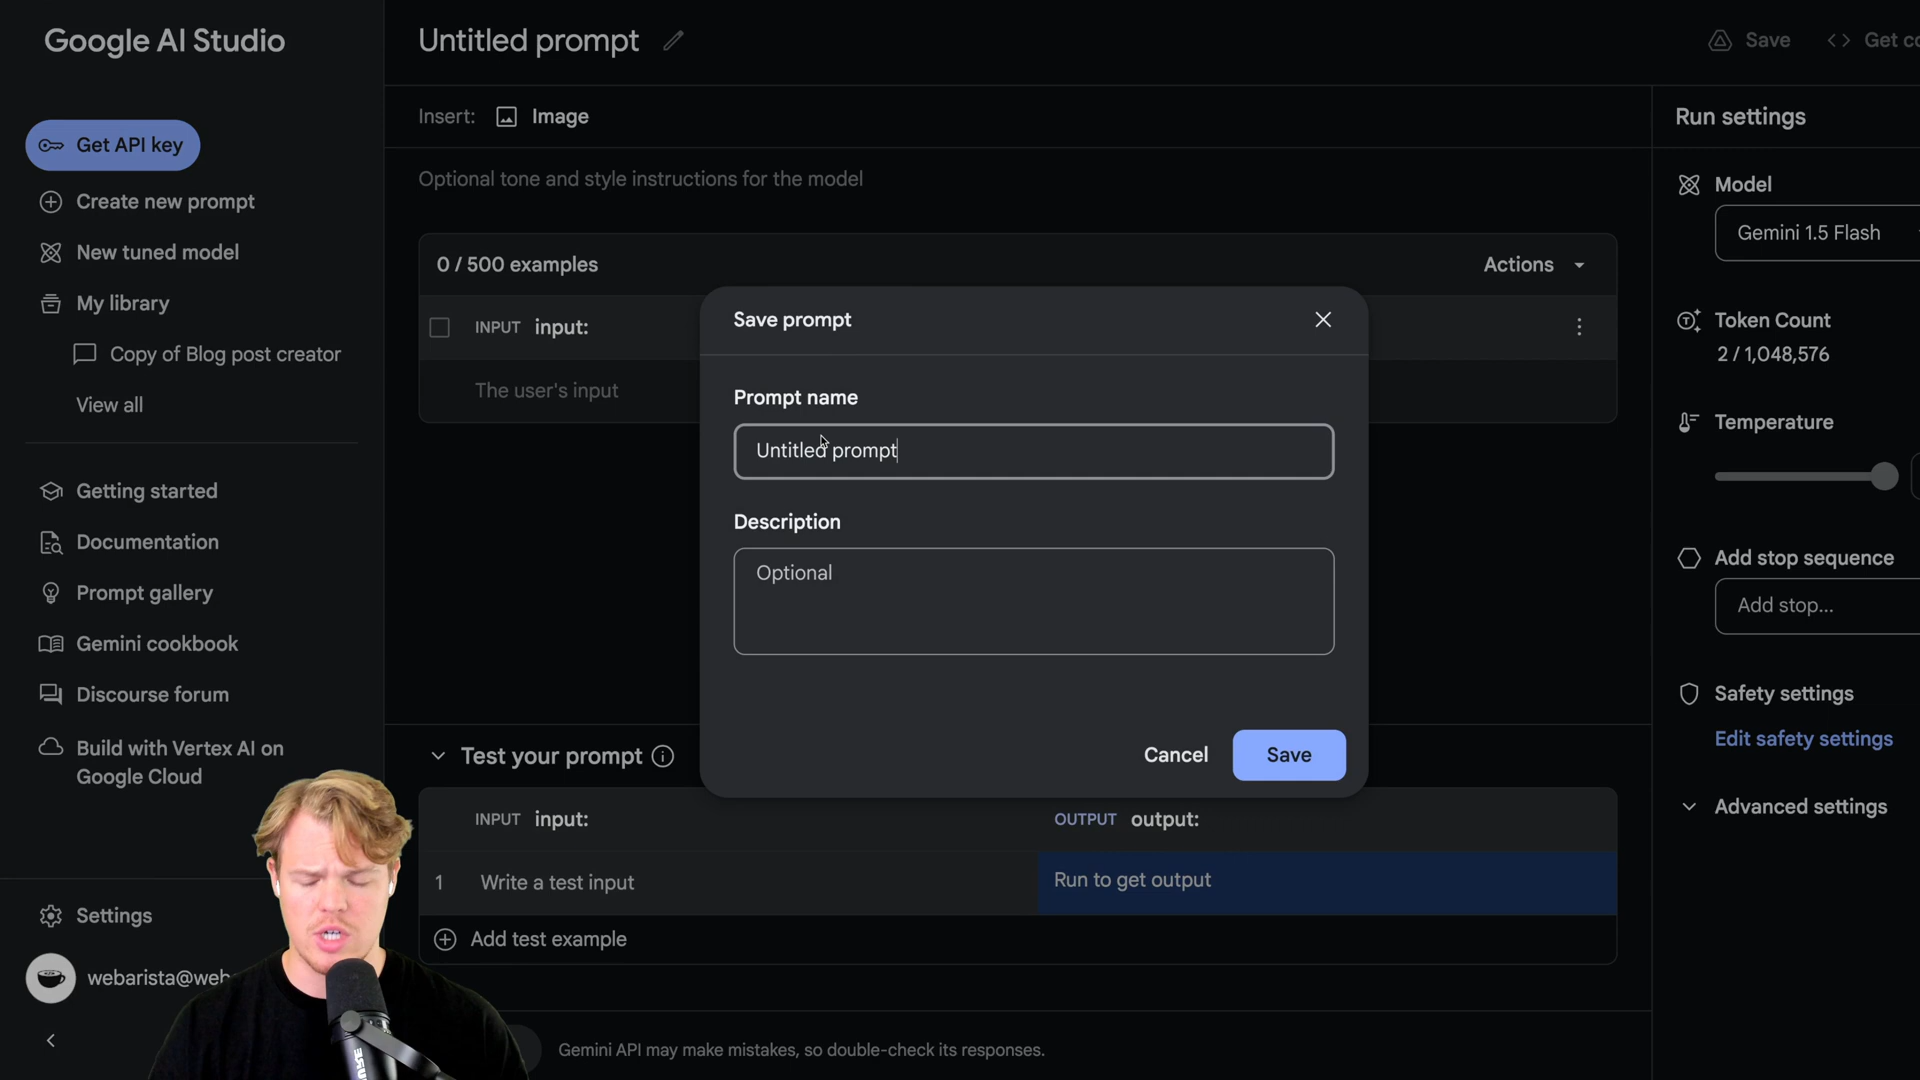 Google AI Studio
Untitled prompt
Save
Get co
Get API key
Create new prompt
New tuned model
My library
Copy of Blog post creator
View all
Getting started
Documentation
Prompt gallery
Gemini cookbook
Discourse forum
Build with Vertex AI on
Google Cloud
Settings
webarista@web
Insert: Image
Optional tone and style instructions for the model
0 / 500 examples
Actions
INPUT input:
The user's input
Save prompt
Prompt name
Untitled prompt
Description
Optional
Cancel
Save
Test your prompt
INPUT input:
OUTPUT output:
1 Write a test input
Run to get output
Add test example
Gemini API may make mistakes, so double-check its responses.
Run settings
Model
Gemini 1.5 Flash
Token Count
2 / 1,048,576
Temperature
Add stop sequence
Add stop...
Safety settings
Edit safety settings
Advanced settings